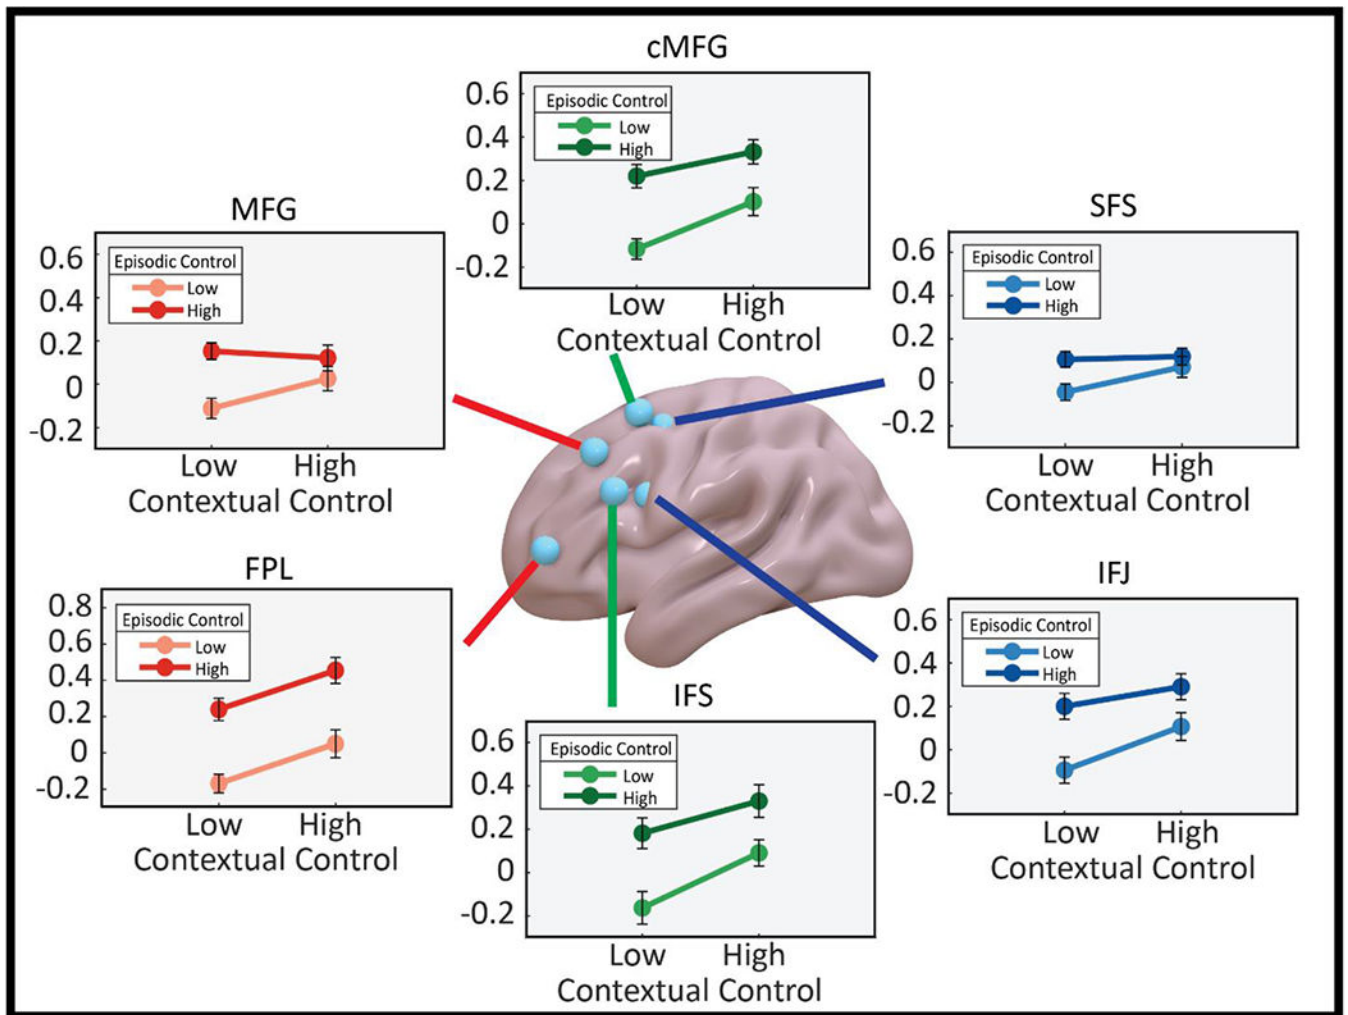 cMFG
0.6
0.4
0.2
0
-0.2
Episodic Control
Low
High
Low High
Contextual Control
MFG
0.6
0.4
0.2
0
-0.2
Episodic Control
Low
High
Low High
Contextual Control
SFS
0.6
0.4
0.2
0
-0.2
Episodic Control
Low
High
Low High
Contextual Control
FPL
0.8
0.6
0.4
0.2
0
-0.2
Episodic Control
Low
High
Low High
Contextual Control
IFJ
0.6
0.4
0.2
0
-0.2
Episodic Control
Low
High
Low High
Contextual Control
IFS
0.6
0.4
0.2
0
-0.2
Episodic Control
Low
High
Low High
Contextual Control